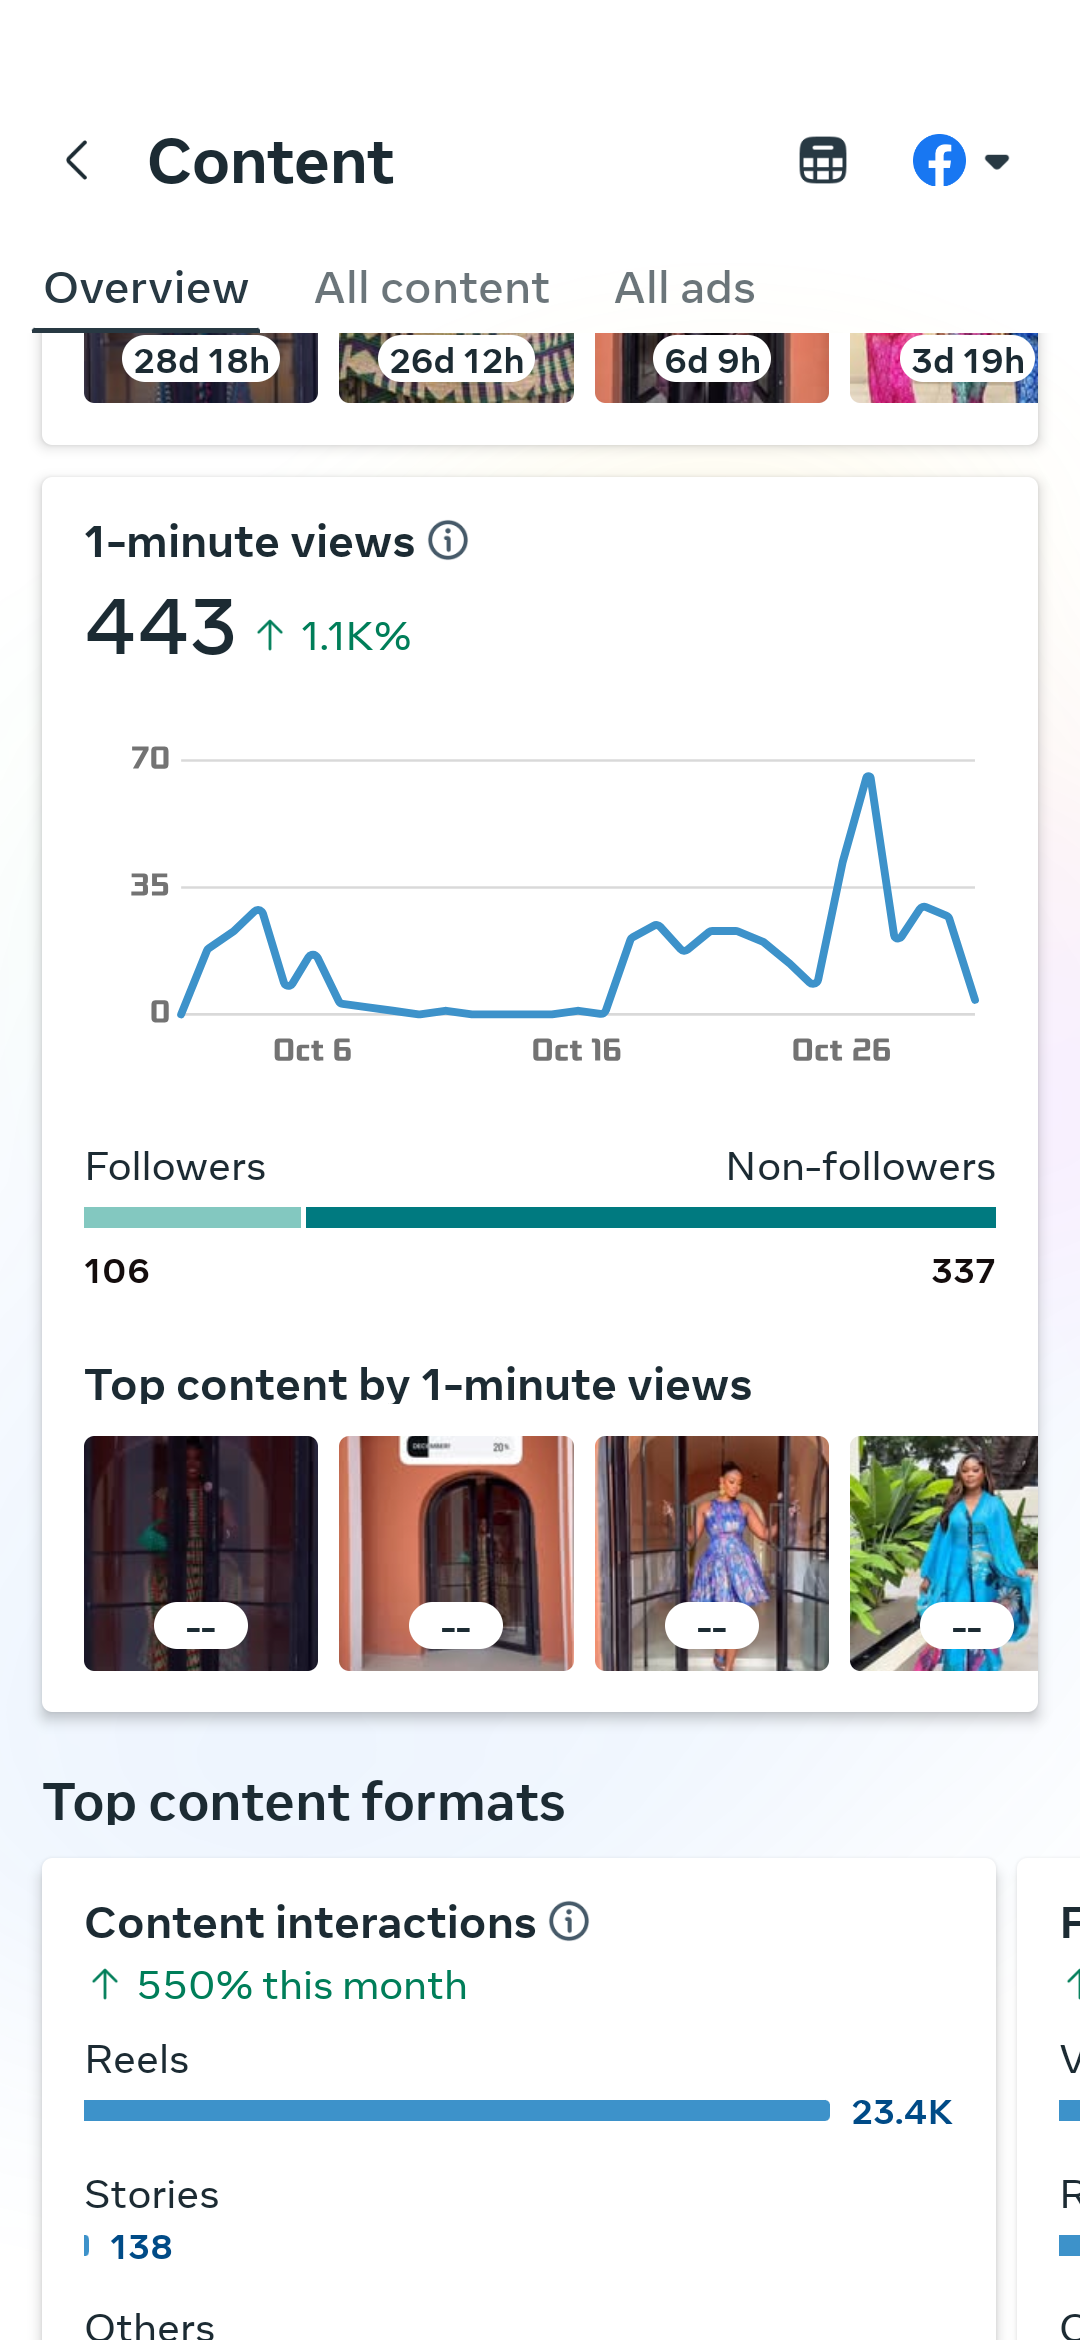 Content
Overview All content All ads
28d 18h 26d 12h 6d 9h 3d 19h
1-minute views
443 ↑ 1.1K%
70
35
0
Oct 6 Oct 16 Oct 26
Followers Non-followers
106 337
Top content by 1-minute views
20%
-- -- -- --
Top content formats
Content interactions
↑ 550% this month
Reels
23.4K
Stories
138
Others